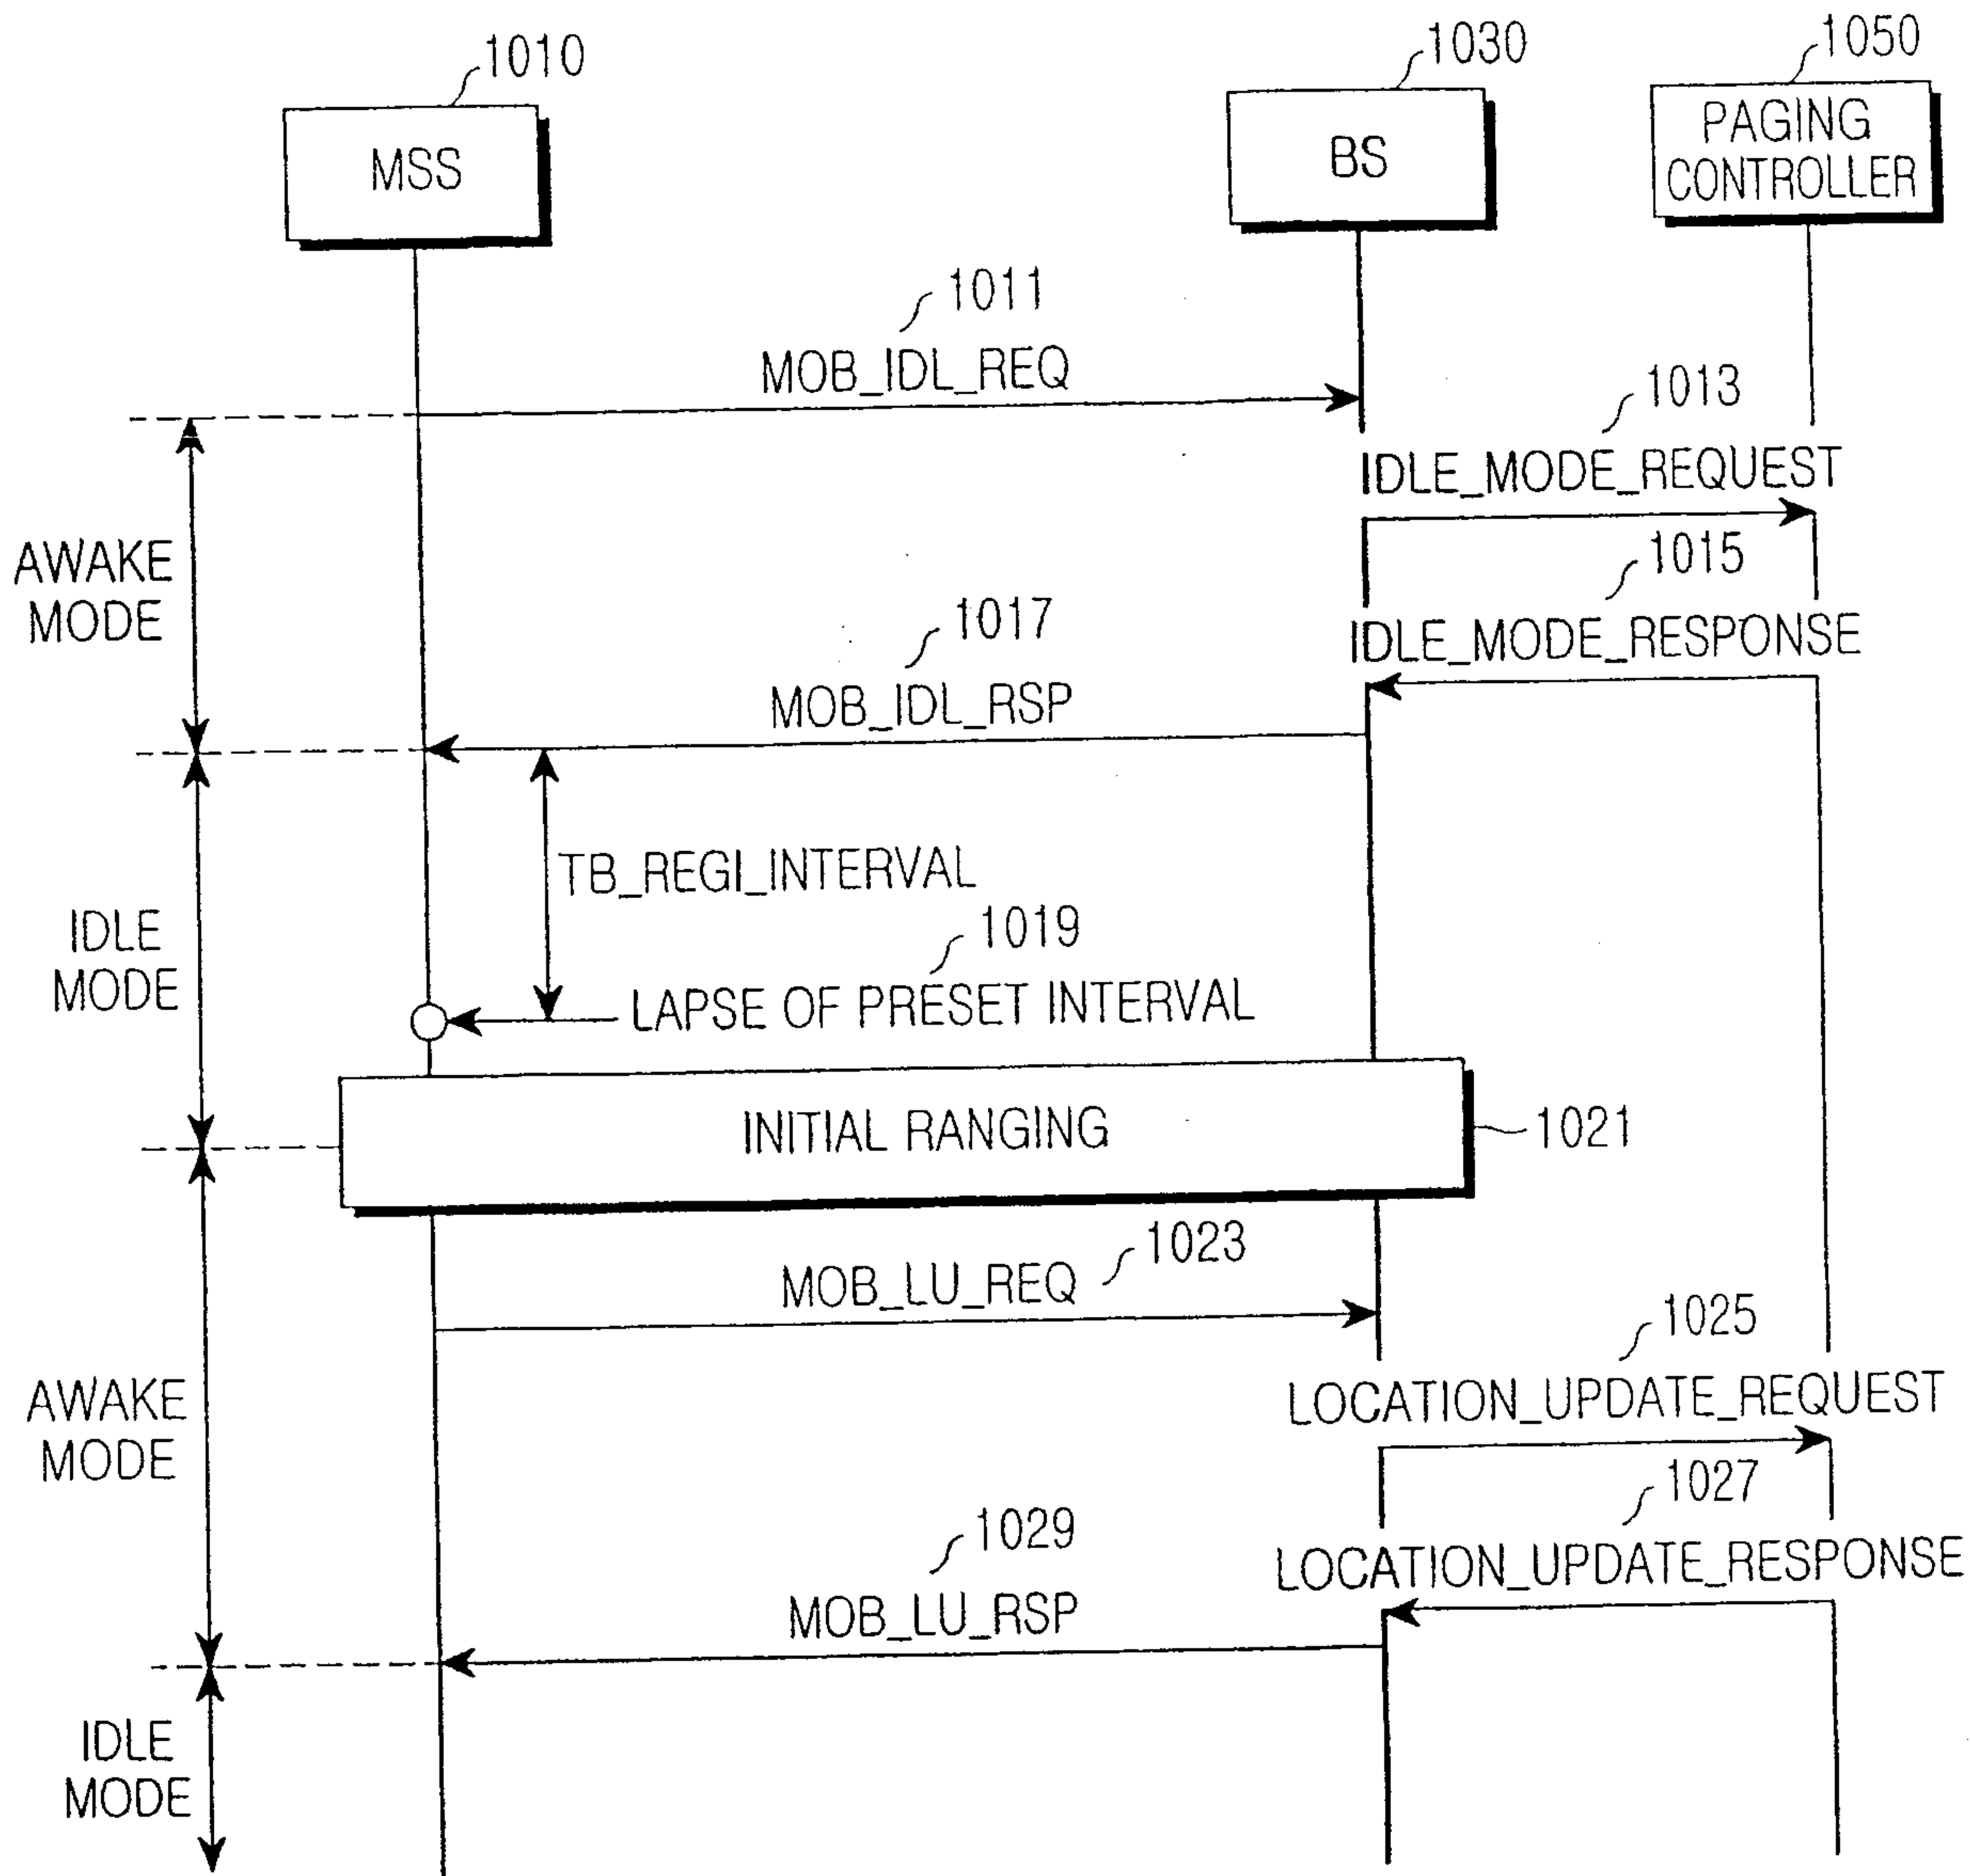 1010
1030
1050
MSS
BS
PAGING
CONTROLLER
1011
MOB_IDL_REQ
1013
IDLE_MODE_REQUEST
AWAKE
MODE
1015
IDLE_MODE_RESPONSE
1017
MOB_IDL_RSP
TB_REGI_INTERVAL
IDLE
MODE
1019
LAPSE OF PRESET INTERVAL
INITIAL RANGING
1021
1023
MOB_LU_REQ
1025
LOCATION_UPDATE_REQUEST
AWAKE
MODE
1027
LOCATION_UPDATE_RESPONSE
1029
MOB_LU_RSP
IDLE
MODE